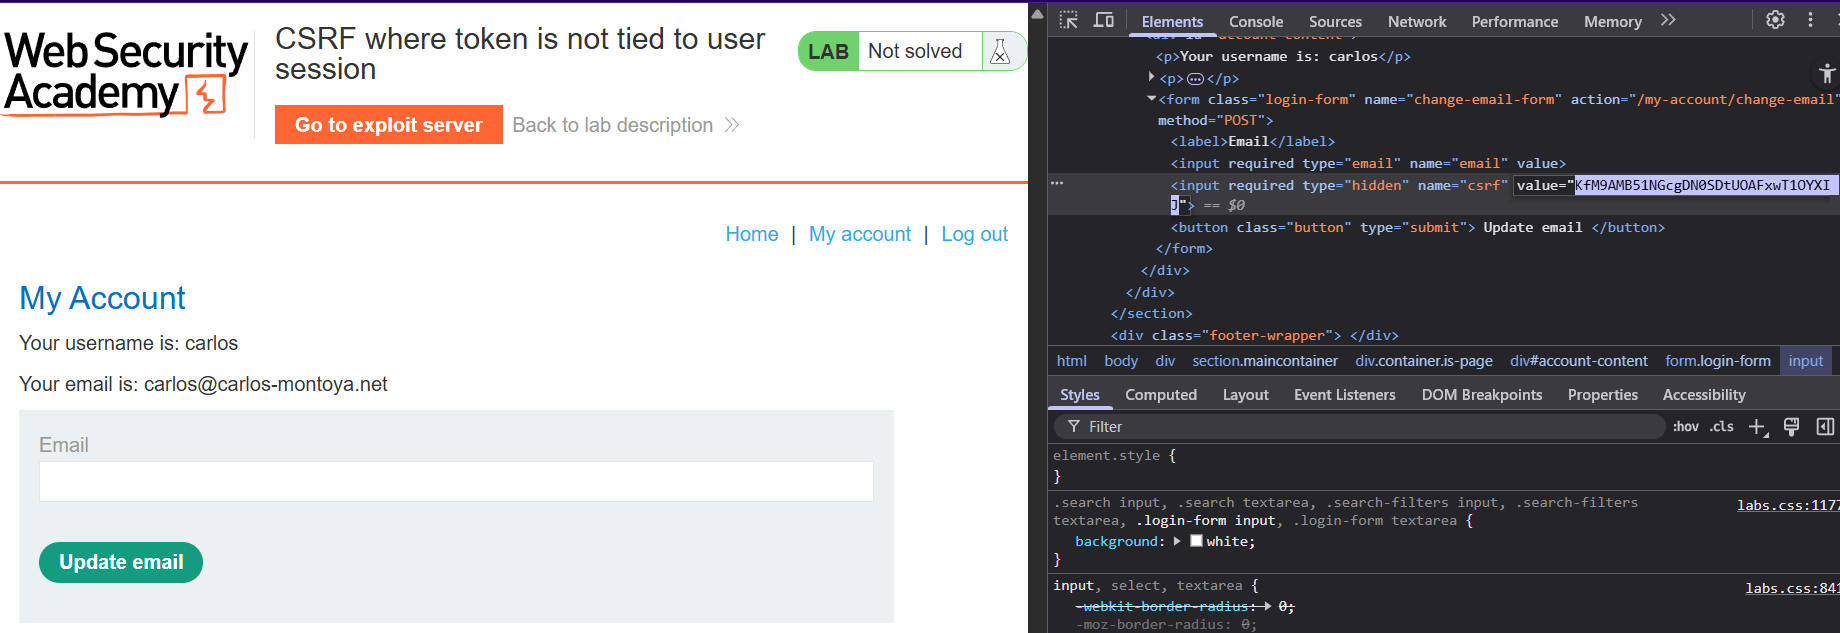 Web Security
Academy
CSRF where token is not tied to user
session
LAB Not solved
Go to exploit server
Back to lab description
Home | My account | Log out
My Account
Your username is: carlos
Your email is: carlos@carlos-montoya.net
Email
Update email
Elements Console Sources Network Performance Memory
<p>Your username is: carlos</p>
<p>…</p>
<form class="login-form" name="change-email-form" action="/my-account/change-email"
method="POST">
<label>Email</label>
<input required type="email" name="email" value>
<input required type="hidden" name="csrf" value="KfM9AMB51NGcgDN0SDtUOAFxwT1OYXI
J"> == $0
<button class="button" type="submit"> Update email </button>
</form>
</div>
</div>
</section>
<div class="footer-wrapper"> </div>
html body div section.maincontainer div.container.is-page div#account-content form.login-form input
Styles Computed Layout Event Listeners DOM Breakpoints Properties Accessibility
Filter :hov .cls
element.style {
}
.search input, .search textarea, .search-filters input, .search-filters labs.css:1177
textarea, .login-form input, .login-form textarea {
background: white;
}
input, select, textarea { labs.css:841
-webkit-border-radius: 0;
-moz-border-radius: 0;